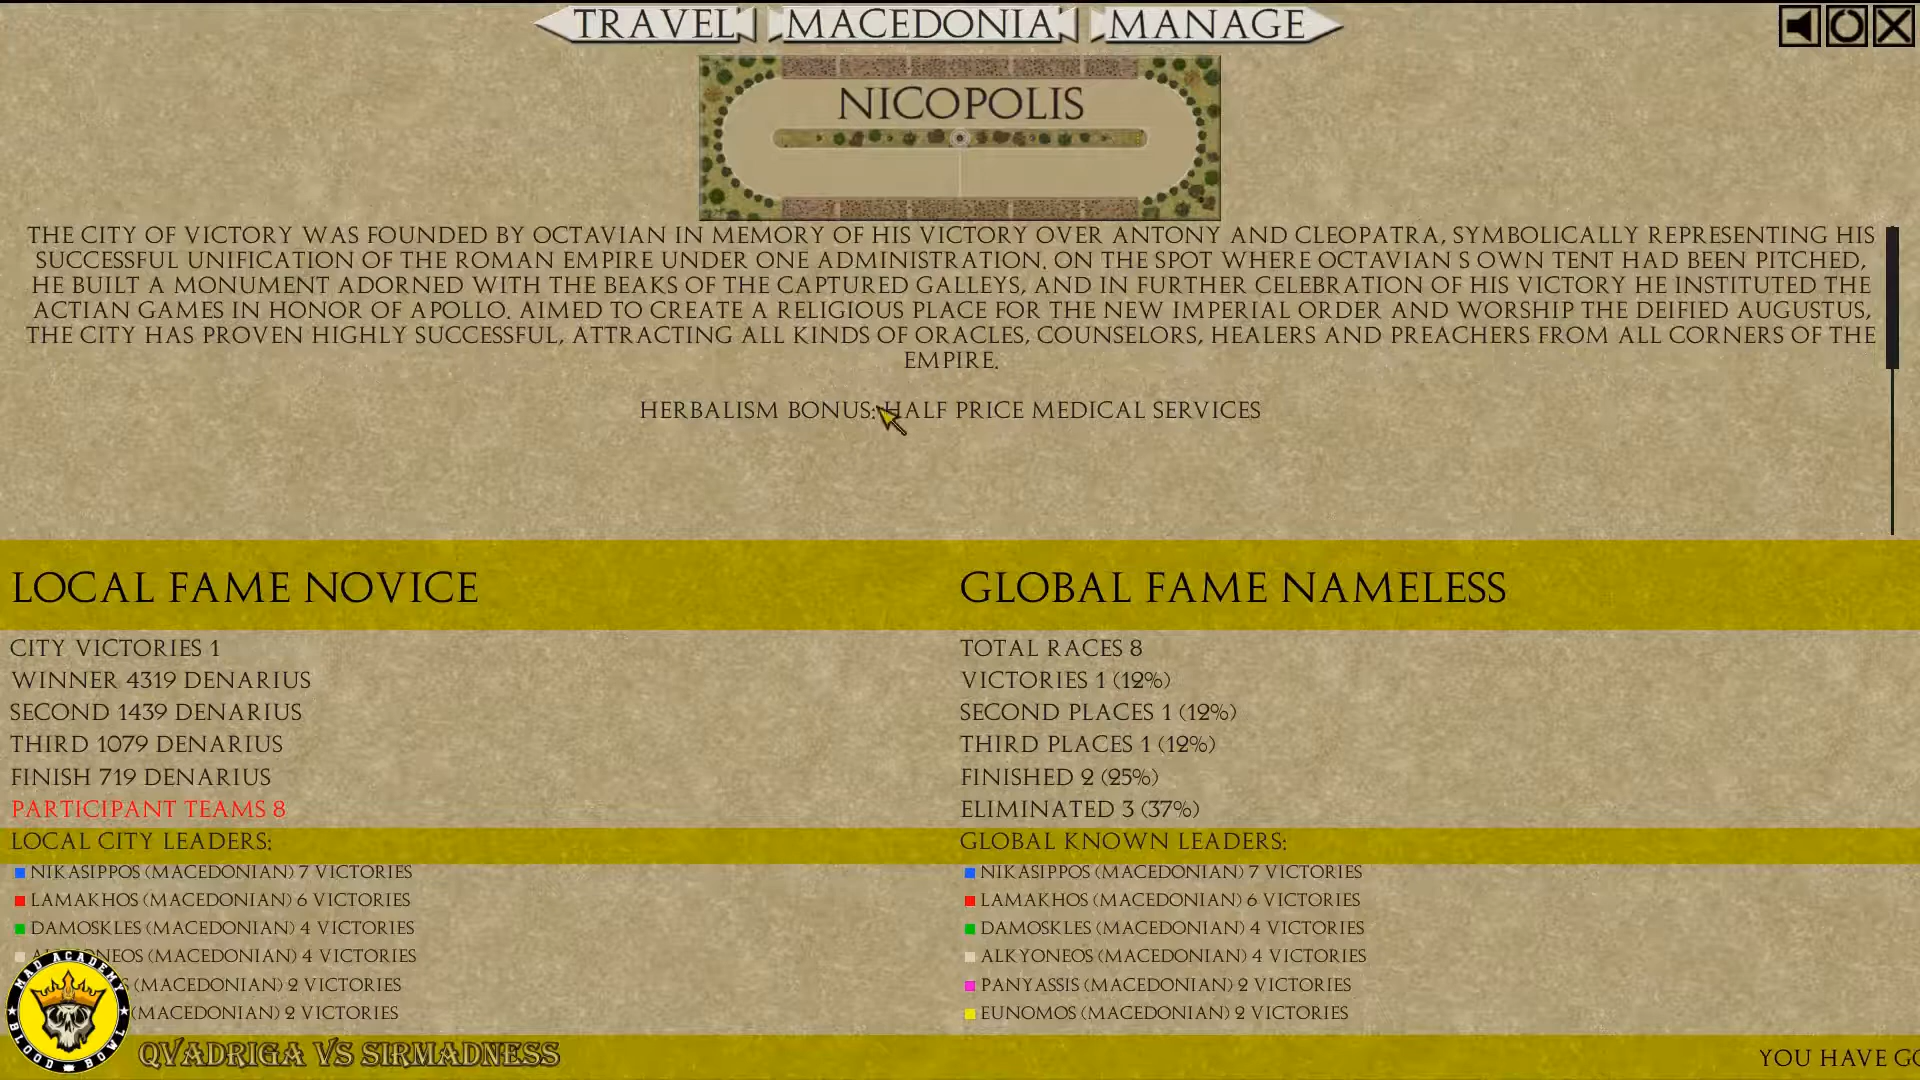 TRAVEL MACEDONIA MANAGE
NICOPOLIS
THE CITY OF VICTORY WAS FOUNDED BY OCTAVIAN IN MEMORY OF HIS VICTORY OVER ANTONY AND CLEOPATRA, SYMBOLICALLY REPRESENTING HIS
SUCCESSFUL UNIFICATION OF THE ROMAN EMPIRE UNDER ONE ADMINISTRATION. ON THE SPOT WHERE OCTAVIAN S OWN TENT HAD BEEN PITCHED,
HE BUILT A MONUMENT ADORNED WITH THE BEAKS OF THE CAPTURED GALLEYS, AND IN FURTHER CELEBRATION OF HIS VICTORY HE INSTITUTED THE
ACTIAN GAMES IN HONOR OF APOLLO. AIMED TO CREATE A RELIGIOUS PLACE FOR THE NEW IMPERIAL ORDER AND WORSHIP THE DEIFIED AUGUSTUS,
THE CITY HAS PROVEN HIGHLY SUCCESSFUL, ATTRACTING ALL KINDS OF ORACLES, COUNSELORS, HEALERS AND PREACHERS FROM ALL CORNERS OF THE
EMPIRE.
HERBALISM BONUS: HALF PRICE MEDICAL SERVICES
LOCAL FAME NOVICE
CITY VICTORIES 1
WINNER 4319 DENARIUS
SECOND 1439 DENARIUS
THIRD 1079 DENARIUS
FINISH 719 DENARIUS
PARTICIPANT TEAMS 8
LOCAL CITY LEADERS:
NIKASIPPOS (MACEDONIAN) 7 VICTORIES
LAMAKHOS (MACEDONIAN) 6 VICTORIES
DAMOSKLES (MACEDONIAN) 4 VICTORIES
(MACEDONIAN) 4 VICTORIES
(MACEDONIAN) 2 VICTORIES
(MACEDONIAN) 2 VICTORIES
GLOBAL FAME NAMELESS
TOTAL RACES 8
VICTORIES 1 (12%)
SECOND PLACES 1 (12%)
THIRD PLACES 1 (12%)
FINISHED 2 (25%)
ELIMINATED 3 (37%)
GLOBAL KNOWN LEADERS:
NIKASIPPOS (MACEDONIAN) 7 VICTORIES
LAMAKHOS (MACEDONIAN) 6 VICTORIES
DAMOSKLES (MACEDONIAN) 4 VICTORIES
ALKYONEOS (MACEDONIAN) 4 VICTORIES
PANYASSIS (MACEDONIAN) 2 VICTORIES
EUNOMOS (MACEDONIAN) 2 VICTORIES
MAD ACADEMY
BLOOD BOWL
QVADRIGA VS SIRMADNESS
YOU HAVE GO